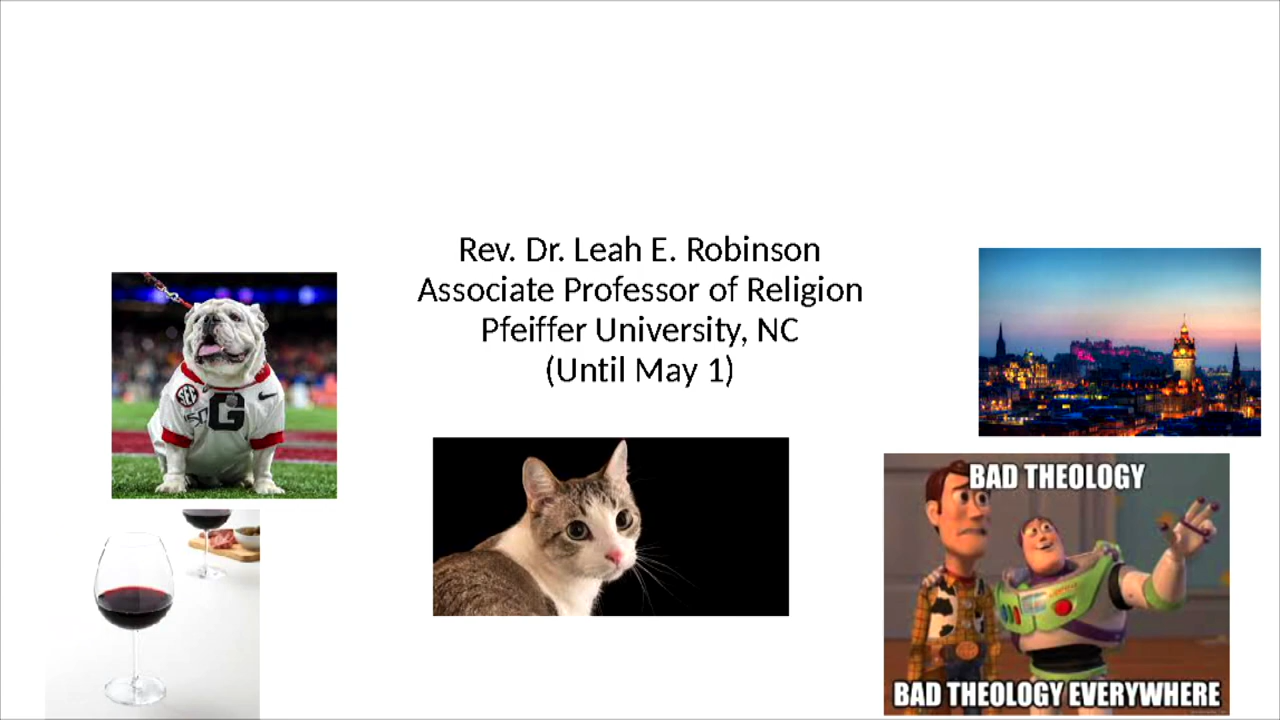 Rev. Dr. Leah E. Robinson
Associate Professor of Religion
Pfeiffer University, NC
(Until May 1)
SEC
G
BAD THEOLOGY
BAD THEOLOGY EVERYWHERE